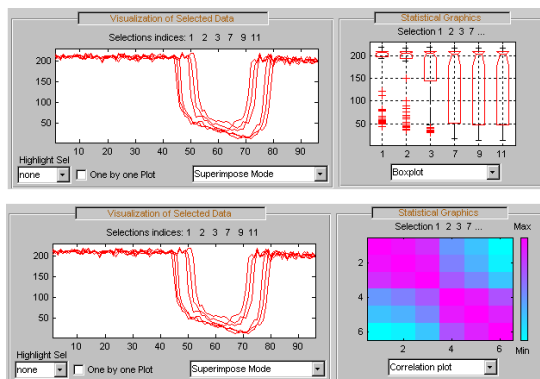 Visualization of Selected Data
Selections indices: 1 2 3 7 9 11
200
150
100
50
10 20 30 40 50 60 70 80 90
Highlight Sel
none
One by one Plot
Superimpose Mode
Statistical Graphics
Selection 1 2 3 7 ...
200
150
100
50
1 2 3 7 9 11
Boxplot
Visualization of Selected Data
Selections indices: 1 2 3 7 9 11
200
150
100
50
10 20 30 40 50 60 70 80 90
Highlight Sel
none
One by one Plot
Superimpose Mode
Statistical Graphics
Selection 1 2 3 7 ...
Max
2
4
6
2 4 6
Min
Correlation plot